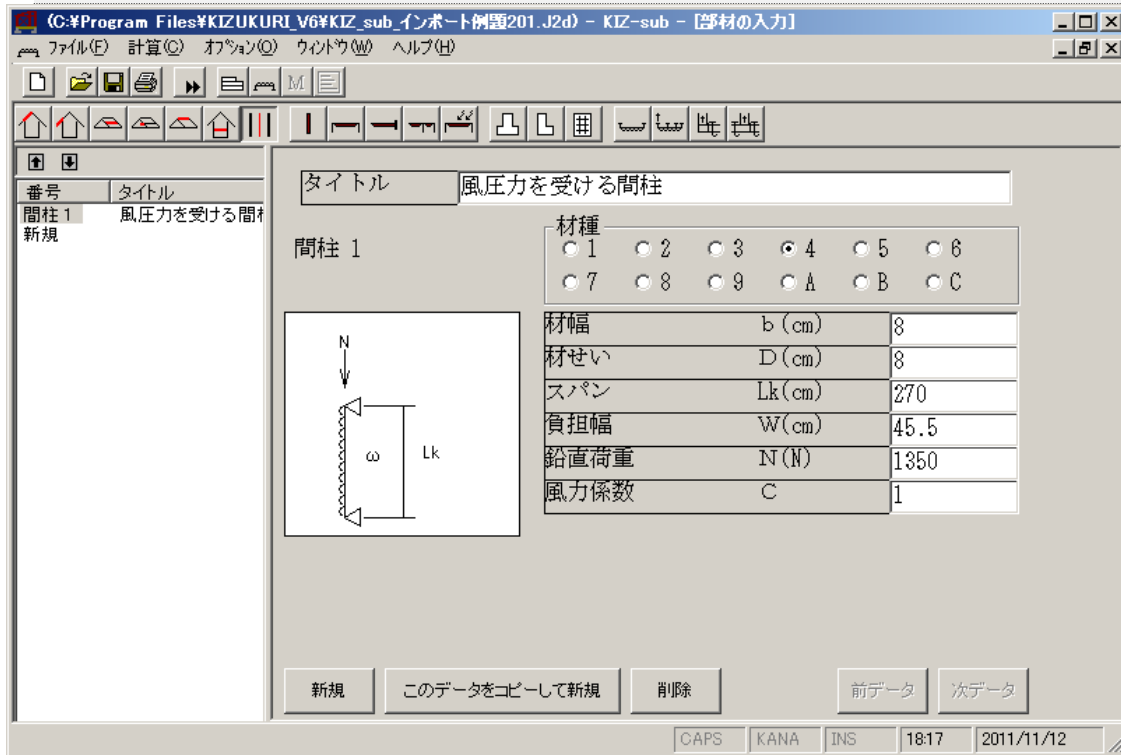 (C:¥Program Files¥KIZUKURI_V6¥KIZ_sub_インポート例題201.J2d) - KIZ-sub - [部材の入力]
ファイル(F) 計算(C) オプション(O) ウィンドウ(W) ヘルプ(H)
M
番号 タイトル
間柱 1 風圧力を受ける間柱
新規
タイトル 風圧力を受ける間柱
間柱 1
材種
1 2 3 4 5 6
7 8 9 A B C
材幅 b(cm) 8
材せい D(cm) 8
スパン Lk(cm) 270
負担幅 W(cm) 45.5
鉛直荷重 N(N) 1350
風力係数 C 1
N
ω Lk
新規 このデータをコピーして新規 削除 前データ 次データ
CAPS KANA INS 18:17 2011/11/12